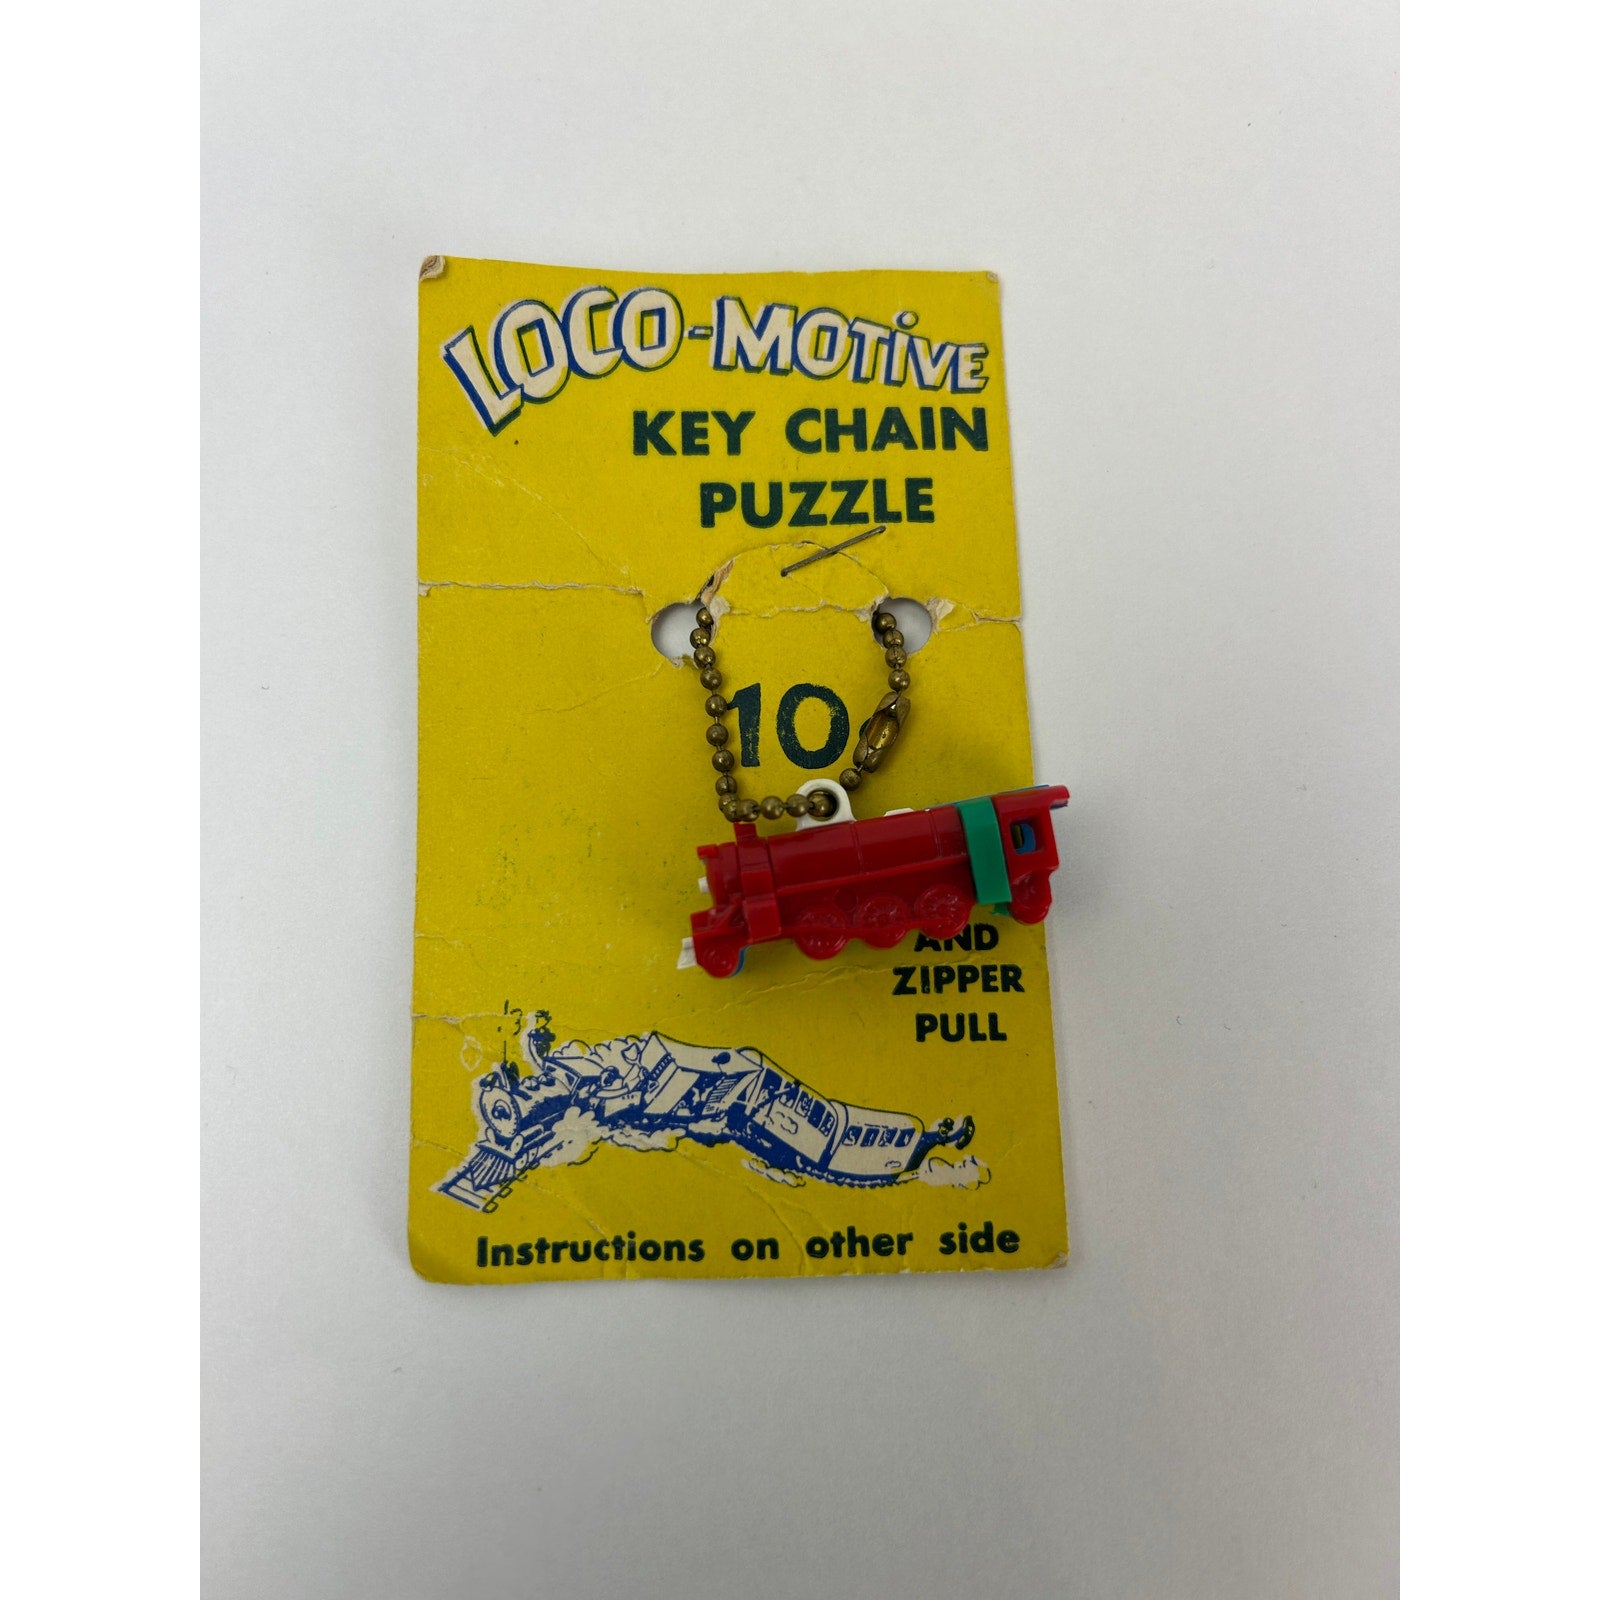 LOCO-MOTiVE
KEY CHAIN
PUZZLE
10
AND
ZIPPER
PULL
Instructions on other side